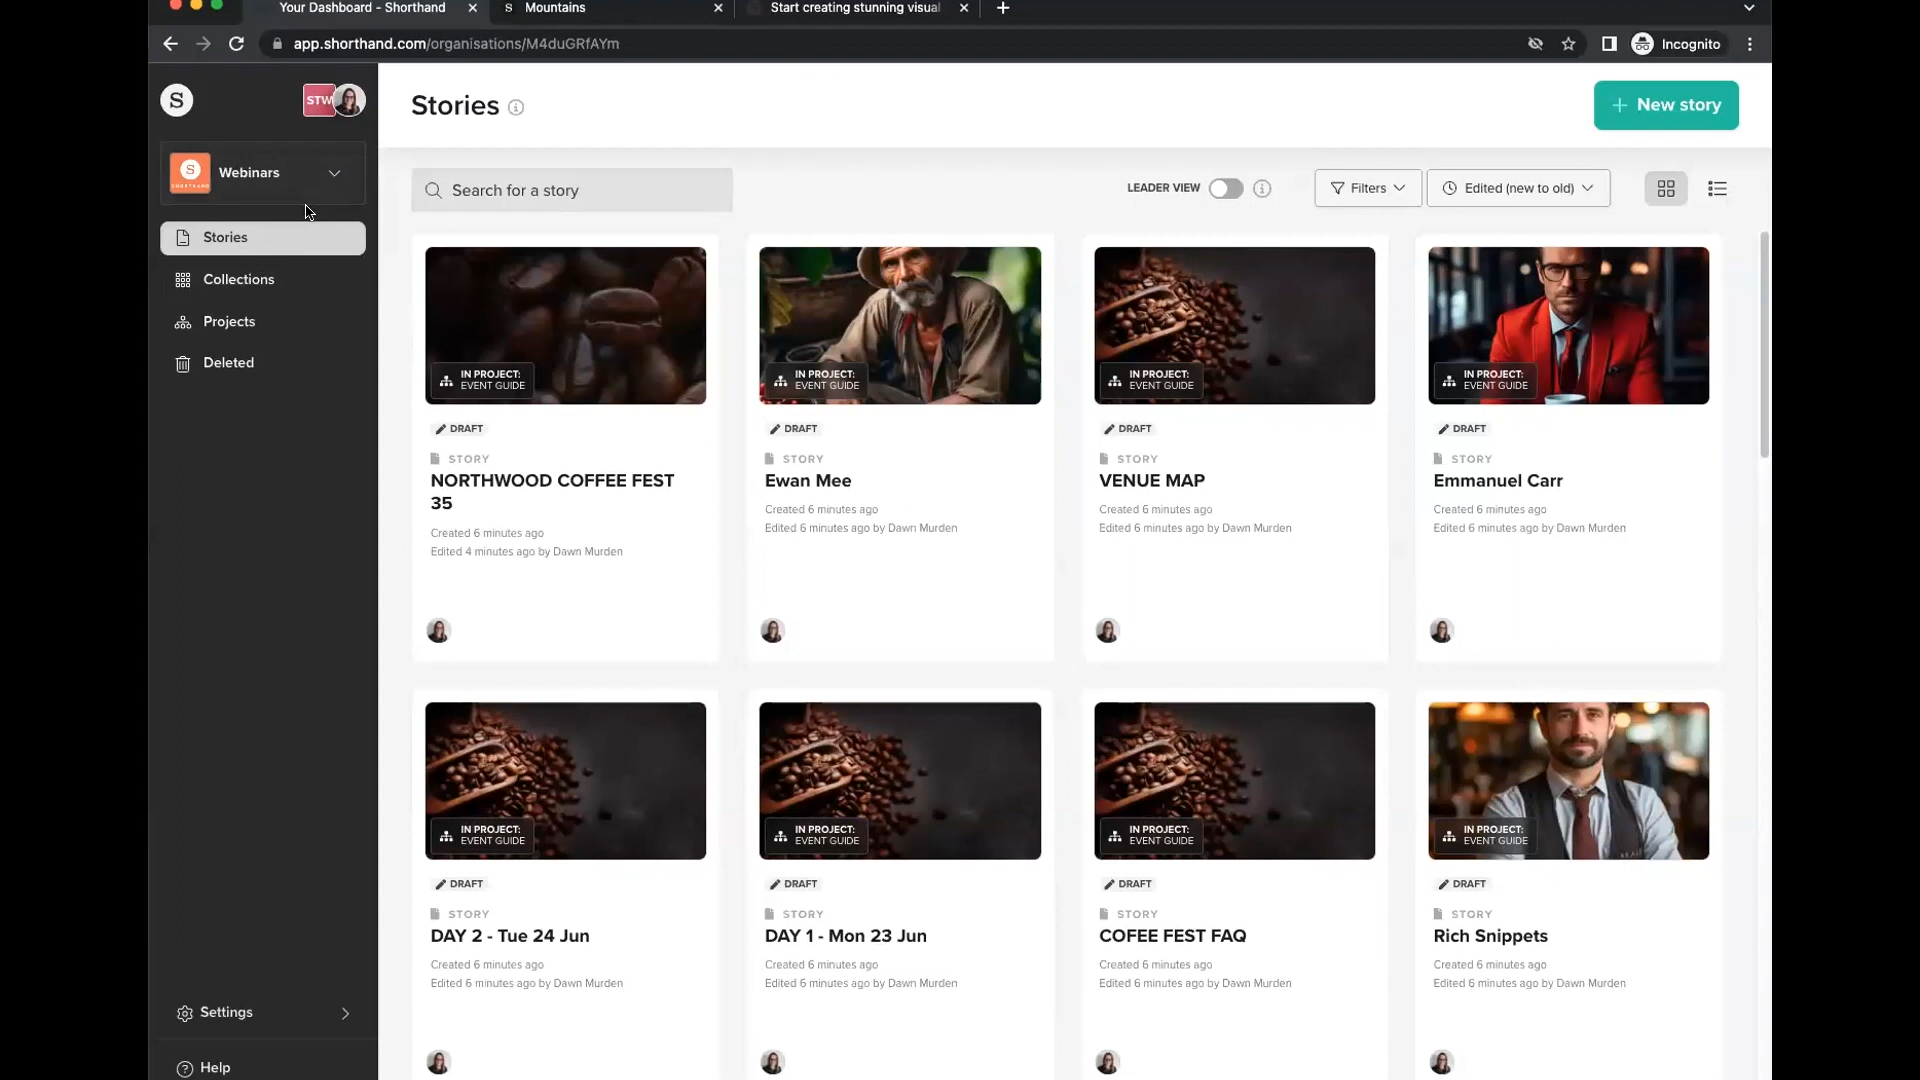 Your Dashboard - Shorthand
Mountains
Start creating stunning visual
app.shorthand.com/organisations/M4duGRfAYm
Incognito
S
STW
Webinars
S
SHORTHAND
Stories
Collections
Projects
Deleted
Settings
Help
Stories
+ New story
Search for a story
LEADER VIEW
Filters
Edited (new to old)
IN PROJECT:
EVENT GUIDE
DRAFT
STORY
NORTHWOOD COFFEE FEST
35
Created 6 minutes ago
Edited 4 minutes ago by Dawn Murden
IN PROJECT:
EVENT GUIDE
DRAFT
STORY
Ewan Mee
Created 6 minutes ago
Edited 6 minutes ago by Dawn Murden
IN PROJECT:
EVENT GUIDE
DRAFT
STORY
VENUE MAP
Created 6 minutes ago
Edited 6 minutes ago by Dawn Murden
IN PROJECT:
EVENT GUIDE
DRAFT
STORY
Emmanuel Carr
Created 6 minutes ago
Edited 6 minutes ago by Dawn Murden
IN PROJECT:
EVENT GUIDE
DRAFT
STORY
DAY 2 - Tue 24 Jun
Created 6 minutes ago
Edited 6 minutes ago by Dawn Murden
IN PROJECT:
EVENT GUIDE
DRAFT
STORY
DAY 1 - Mon 23 Jun
Created 6 minutes ago
Edited 6 minutes ago by Dawn Murden
IN PROJECT:
EVENT GUIDE
DRAFT
STORY
COFEE FEST FAQ
Created 6 minutes ago
Edited 6 minutes ago by Dawn Murden
IN PROJECT:
EVENT GUIDE
DRAFT
STORY
Rich Snippets
Created 6 minutes ago
Edited 6 minutes ago by Dawn Murden